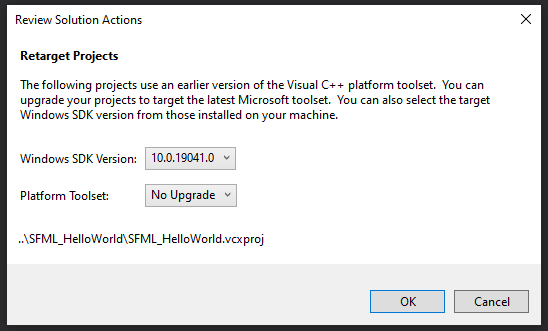 Review Solution Actions
Retarget Projects
The following projects use an earlier version of the Visual C++ platform toolset.  You can
upgrade your projects to target the latest Microsoft toolset.  You can also select the target
Windows SDK version from those installed on your machine.
Windows SDK Version: 10.0.19041.0
Platform Toolset: No Upgrade
..\SFML_HelloWorld\SFML_HelloWorld.vcxproj
OK Cancel